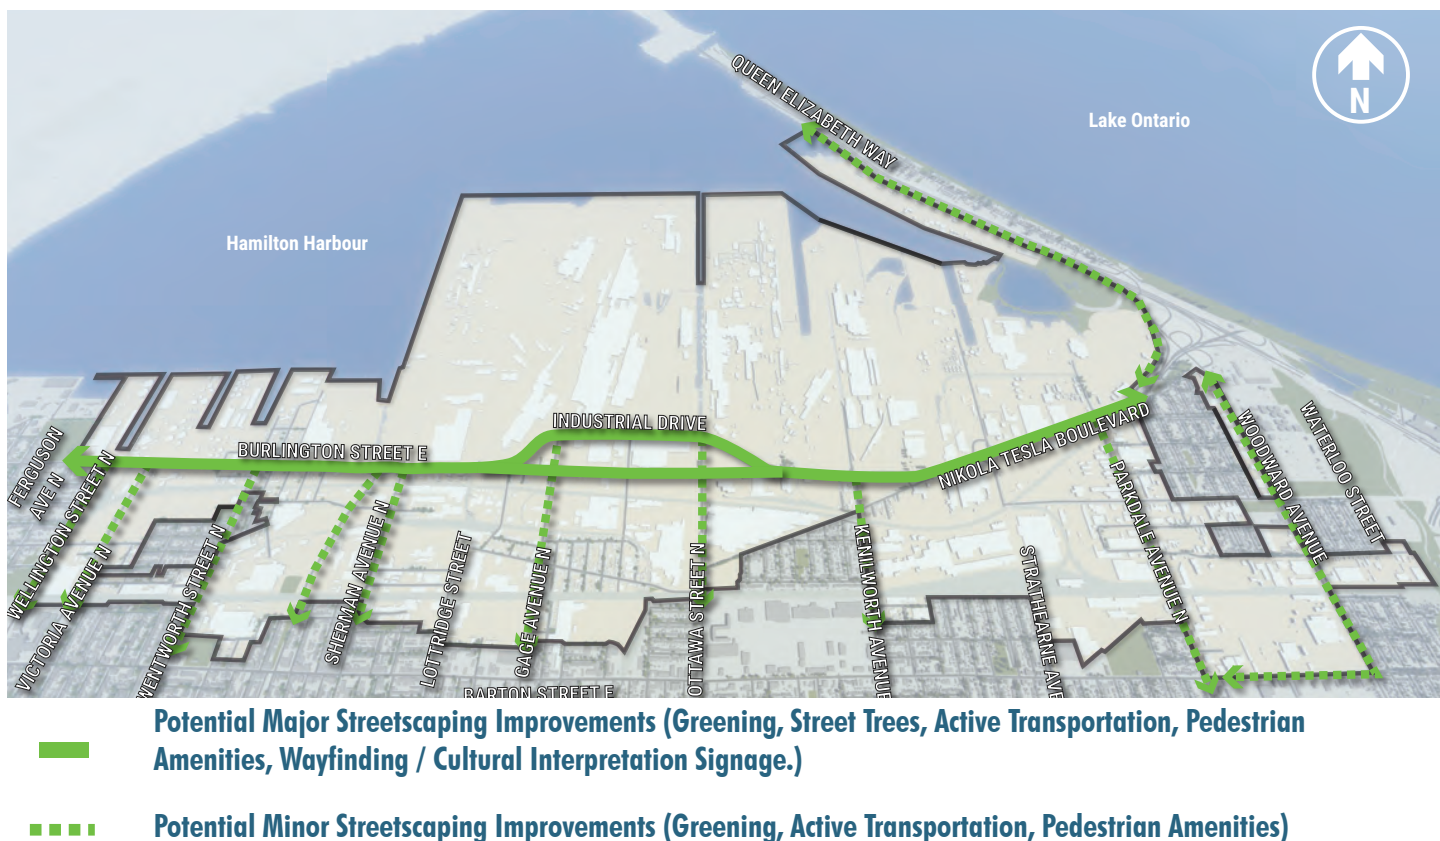 QUEEN ELIZABETH WAY
Lake Ontario
N
Hamilton Harbour
INDUSTRIAL DRIVE
BURLINGTON STREET E
NIKOLA TESLA BOULEVARD
FERGUSON
AVE N
WELLINGTON STREET N
VICTORIA AVENUE N
WENTWORTH STREET N
SHERMAN AVENUE N
LOTTRIDGE STREET
GAGE AVENUE N
OTTAWA STREET N
KENILWORTH AVENUE
STRATHEARNE AVE
PARKDALE AVENUE N
WOODWARD AVENUE
WATERLOO STREET
BARTON STREET E
Potential Major Streetscaping Improvements (Greening, Street Trees, Active Transportation, Pedestrian
Amenities, Wayfinding / Cultural Interpretation Signage.)
Potential Minor Streetscaping Improvements (Greening, Active Transportation, Pedestrian Amenities)